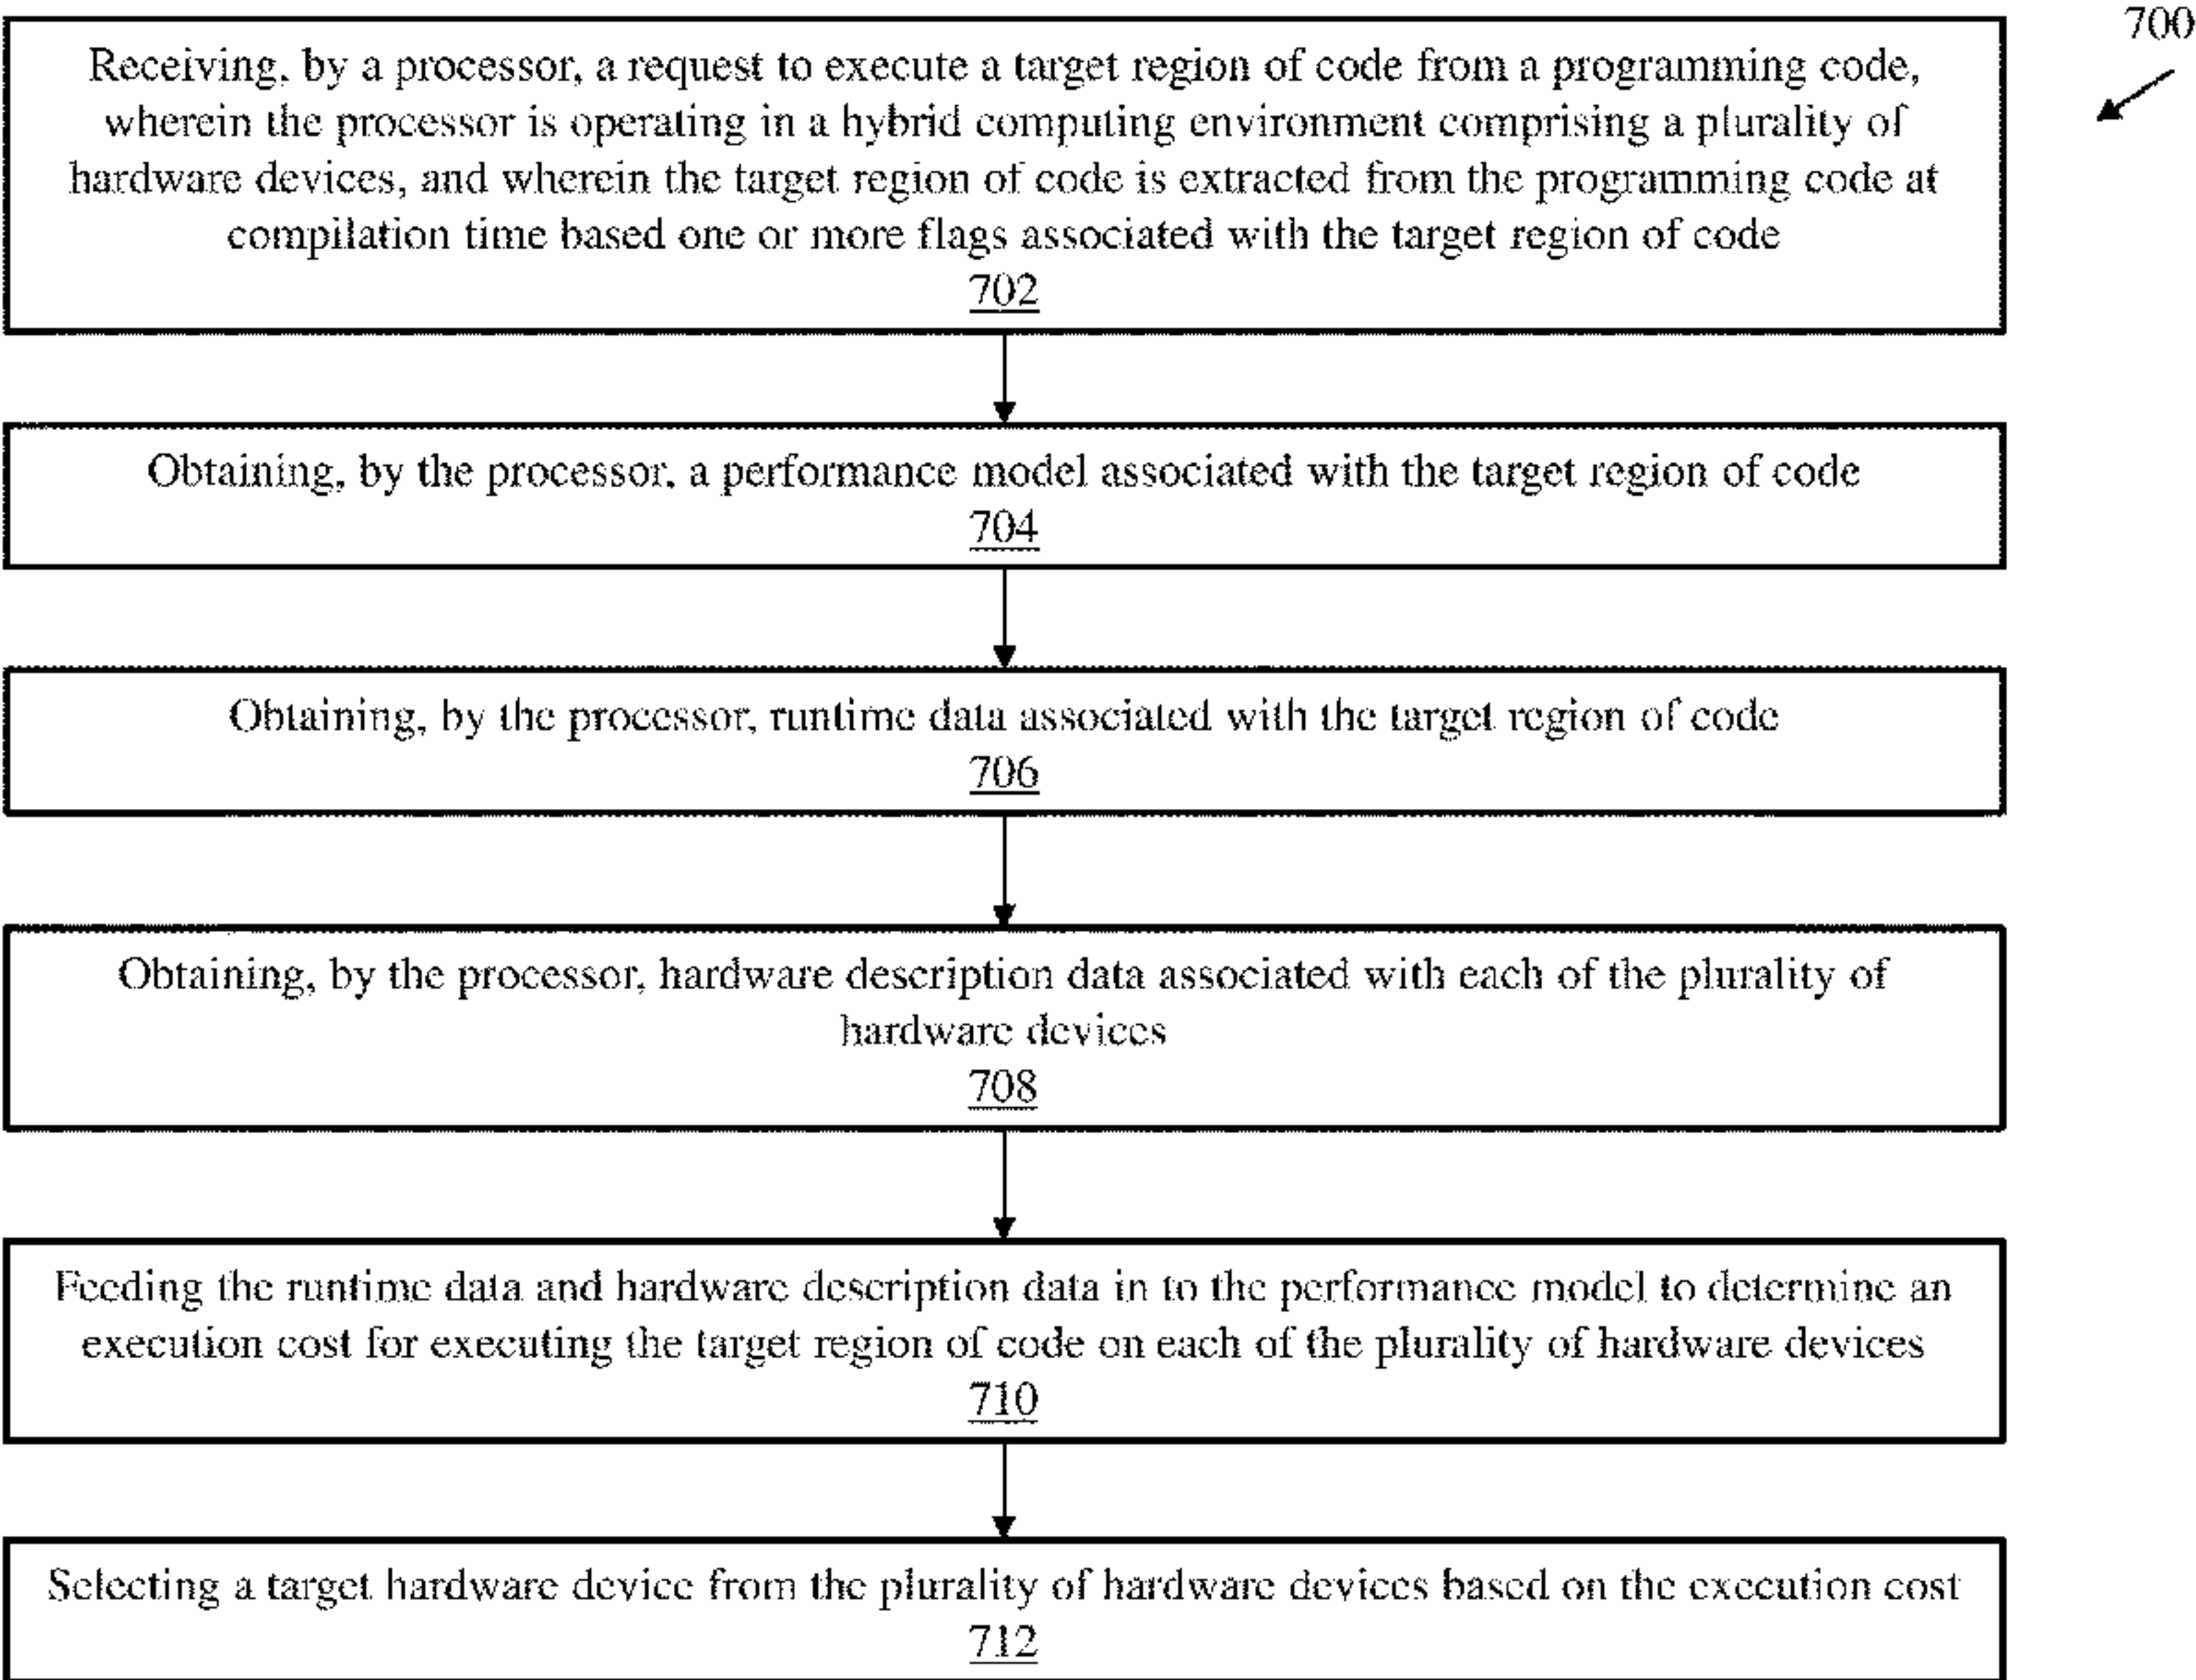 700
Receiving, by a processor, a request to execute a target region of code from a programming code,
wherein the processor is operating in a hybrid computing environment comprising a plurality of
hardware devices, and wherein the target region of code is extracted from the programming code at
compilation time based one or more flags associated with the target region of code
702
Obtaining, by the processor, a performance model associated with the target region of code
704
Obtaining, by the processor, runtime data associated with the target region of code
706
Obtaining, by the processor, hardware description data associated with each of the plurality of
hardware devices
708
Feeding the runtime data and hardware description data in to the performance model to determine an
execution cost for executing the target region of code on each of the plurality of hardware devices
710
Selecting a target hardware device from the plurality of hardware devices based on the execution cost
712